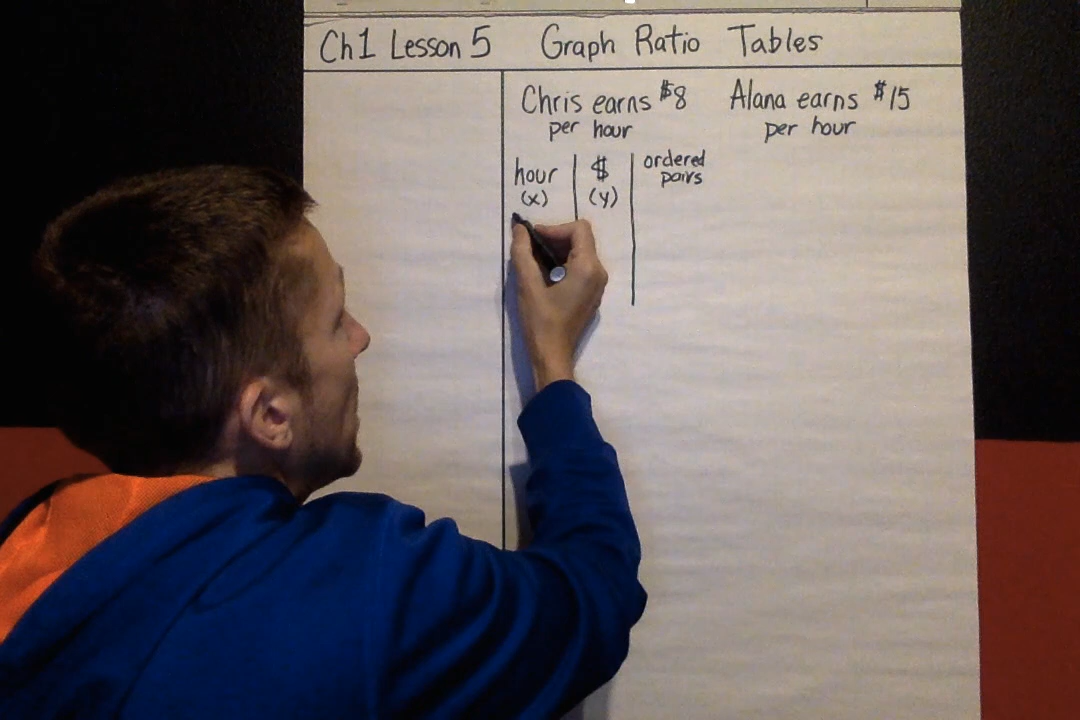 Ch1 Lesson 5 Graph Ratio Tables
Chris earns $8
per hour
Alana earns $15
per hour
hour
(x)
$
(y)
ordered
pairs